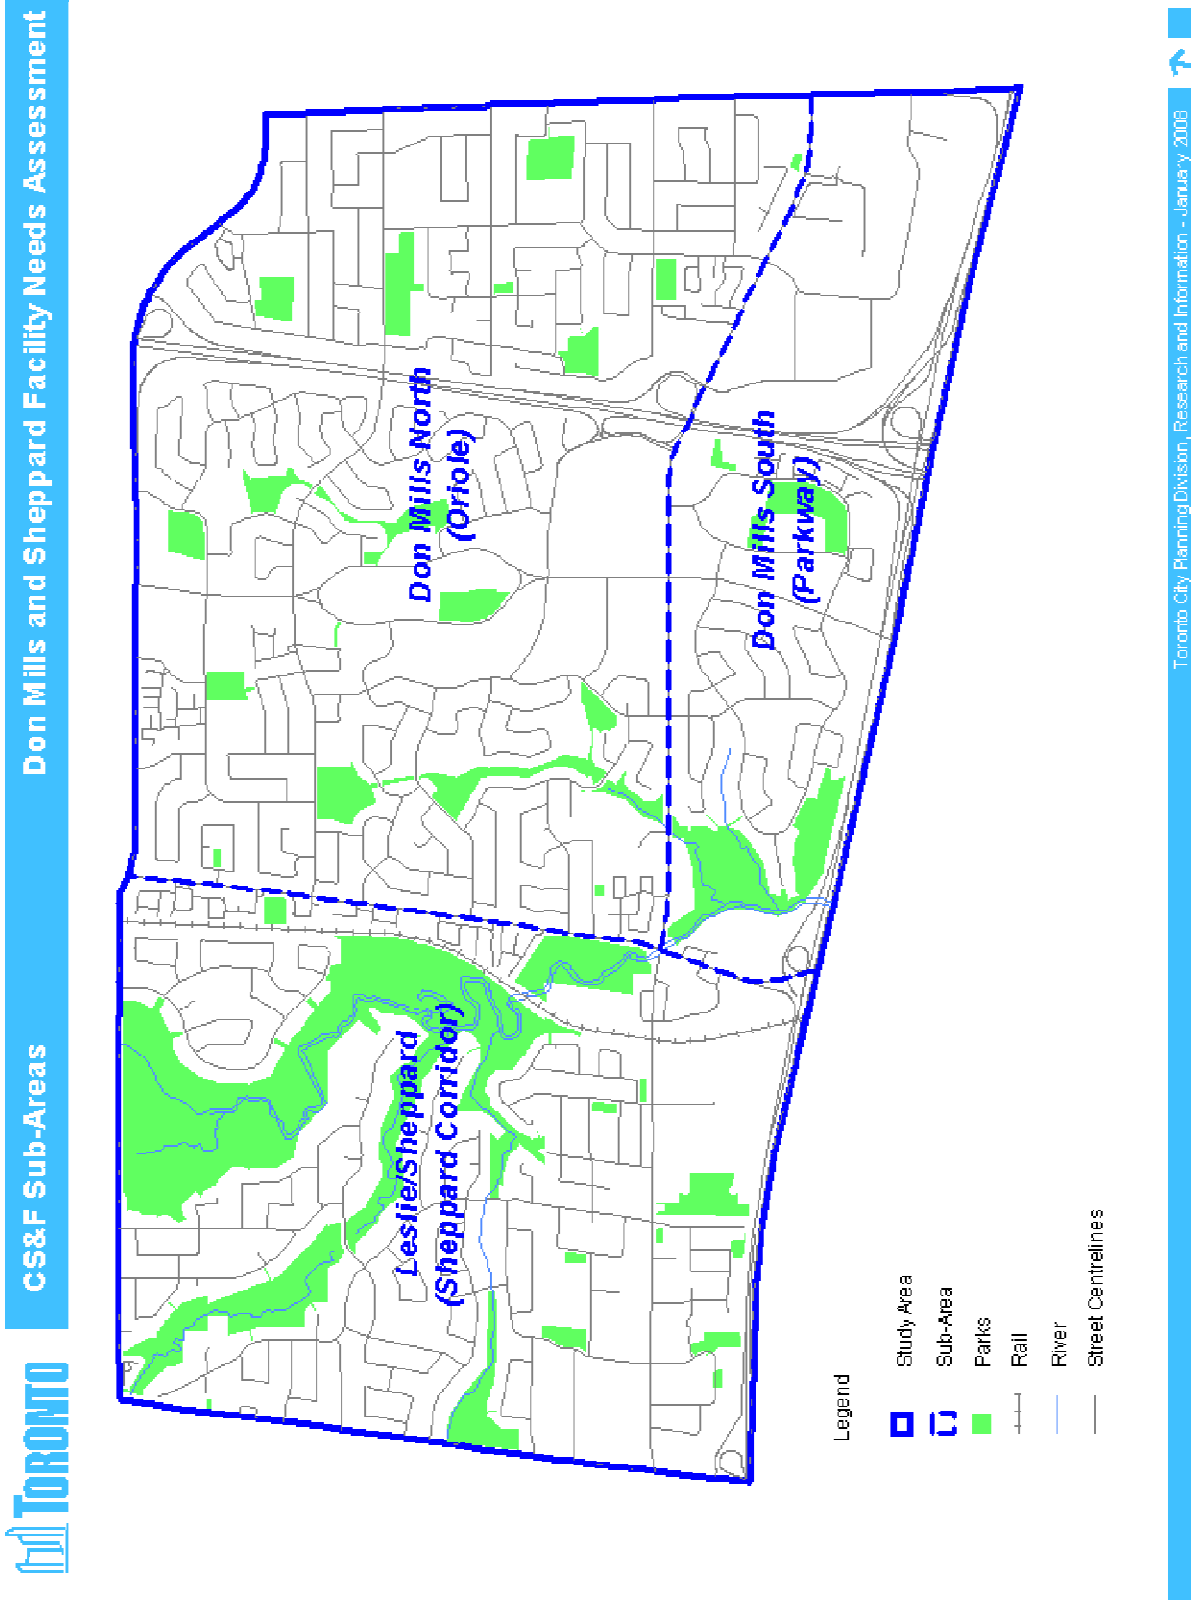 TORONTO
CS&F Sub-Areas
Don Mills and Sheppard Facility Needs Assessment
Leslie/Sheppard
(Sheppard Corridor)
Don Mills North
(Oriole)
Don Mills South
(Parkway)
Legend
Study Area
Sub-Area
Parks
Rail
River
Street Centrelines
Toronto City Planning Division, Research and Information - January 2008